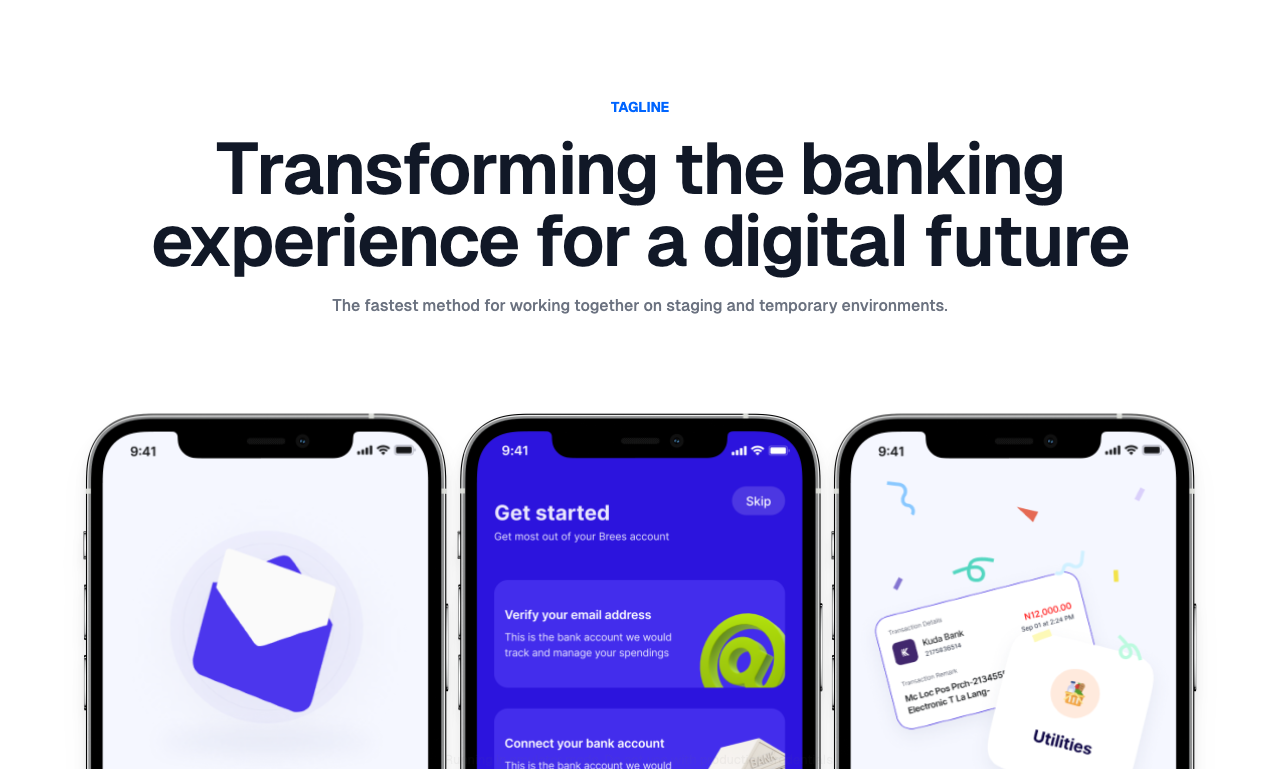 TAGLINE
Transforming the banking
experience for a digital future
The fastest method for working together on staging and temporary environments.
9:41
9:41
Skip
Get started
Get most out of your Brees account
Verify your email address
This is the bank account we would
track and manage your spendings
Connect your bank account
This is the bank account we would
BANK
9:41
Transaction Details
N12,000.00
Sep 01 at 2:24 PM
Kuda Bank
2175836514
Transaction Remark
Mc Loc Pos Prch-213455
Electronic T La Lang-
Utilities